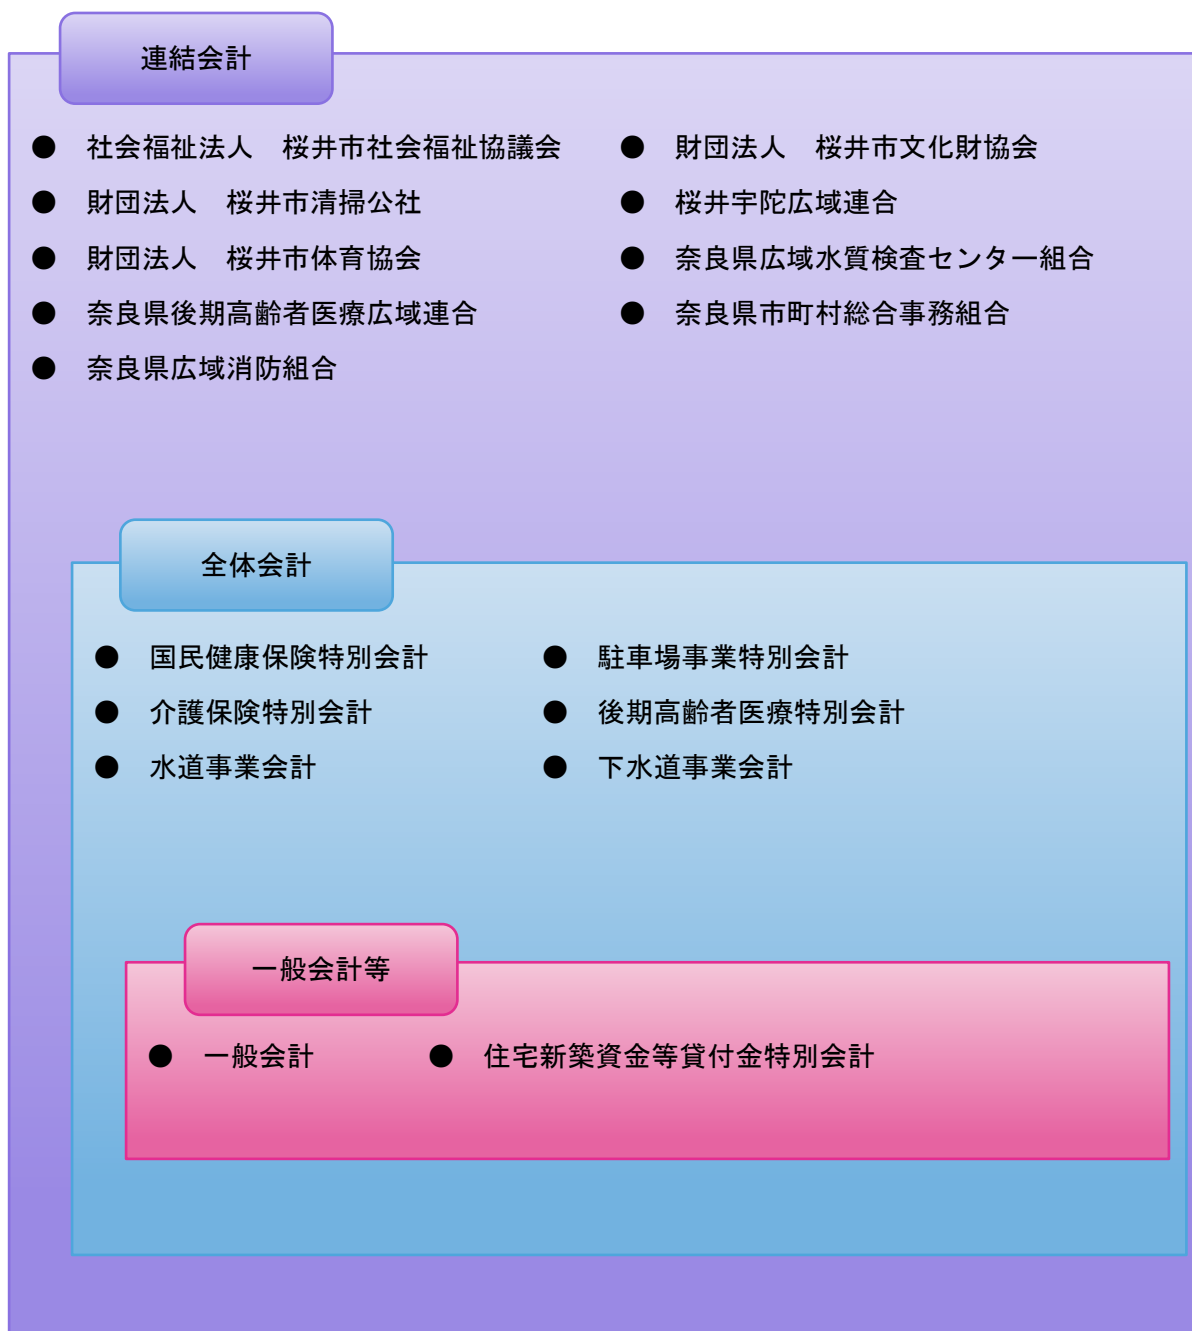 連結会計
● 社会福祉法人　桜井市社会福祉協議会　● 財団法人　桜井市文化財協会
● 財団法人　桜井市清掃公社　● 桜井宇陀広域連合
● 財団法人　桜井市体育協会　● 奈良県広域水質検査センター組合
● 奈良県後期高齢者医療広域連合　● 奈良県市町村総合事務組合
● 奈良県広域消防組合
全体会計
● 国民健康保険特別会計　● 駐車場事業特別会計
● 介護保険特別会計　● 後期高齢者医療特別会計
● 水道事業会計　● 下水道事業会計
一般会計等
● 一般会計　● 住宅新築資金等貸付金特別会計